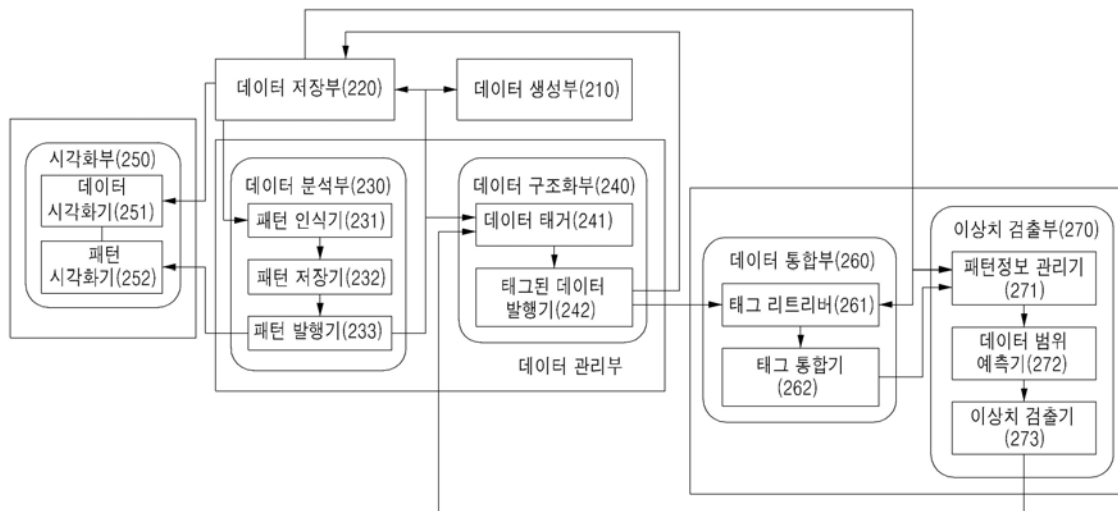 데이터 저장부(220)
데이터 생성부(210)
시각화부(250)
데이터
시각화기(251)
패턴
시각화기(252)
데이터 분석부(230)
패턴 인식기(231)
패턴 저장기(232)
패턴 발행기(233)
데이터 구조화부(240)
데이터 태거(241)
태그된 데이터
발행기(242)
데이터 관리부
데이터 통합부(260)
태그 리트리버(261)
태그 통합기
(262)
이상치 검출부(270)
패턴정보 관리기
(271)
데이터 범위
예측기(272)
이상치 검출기
(273)